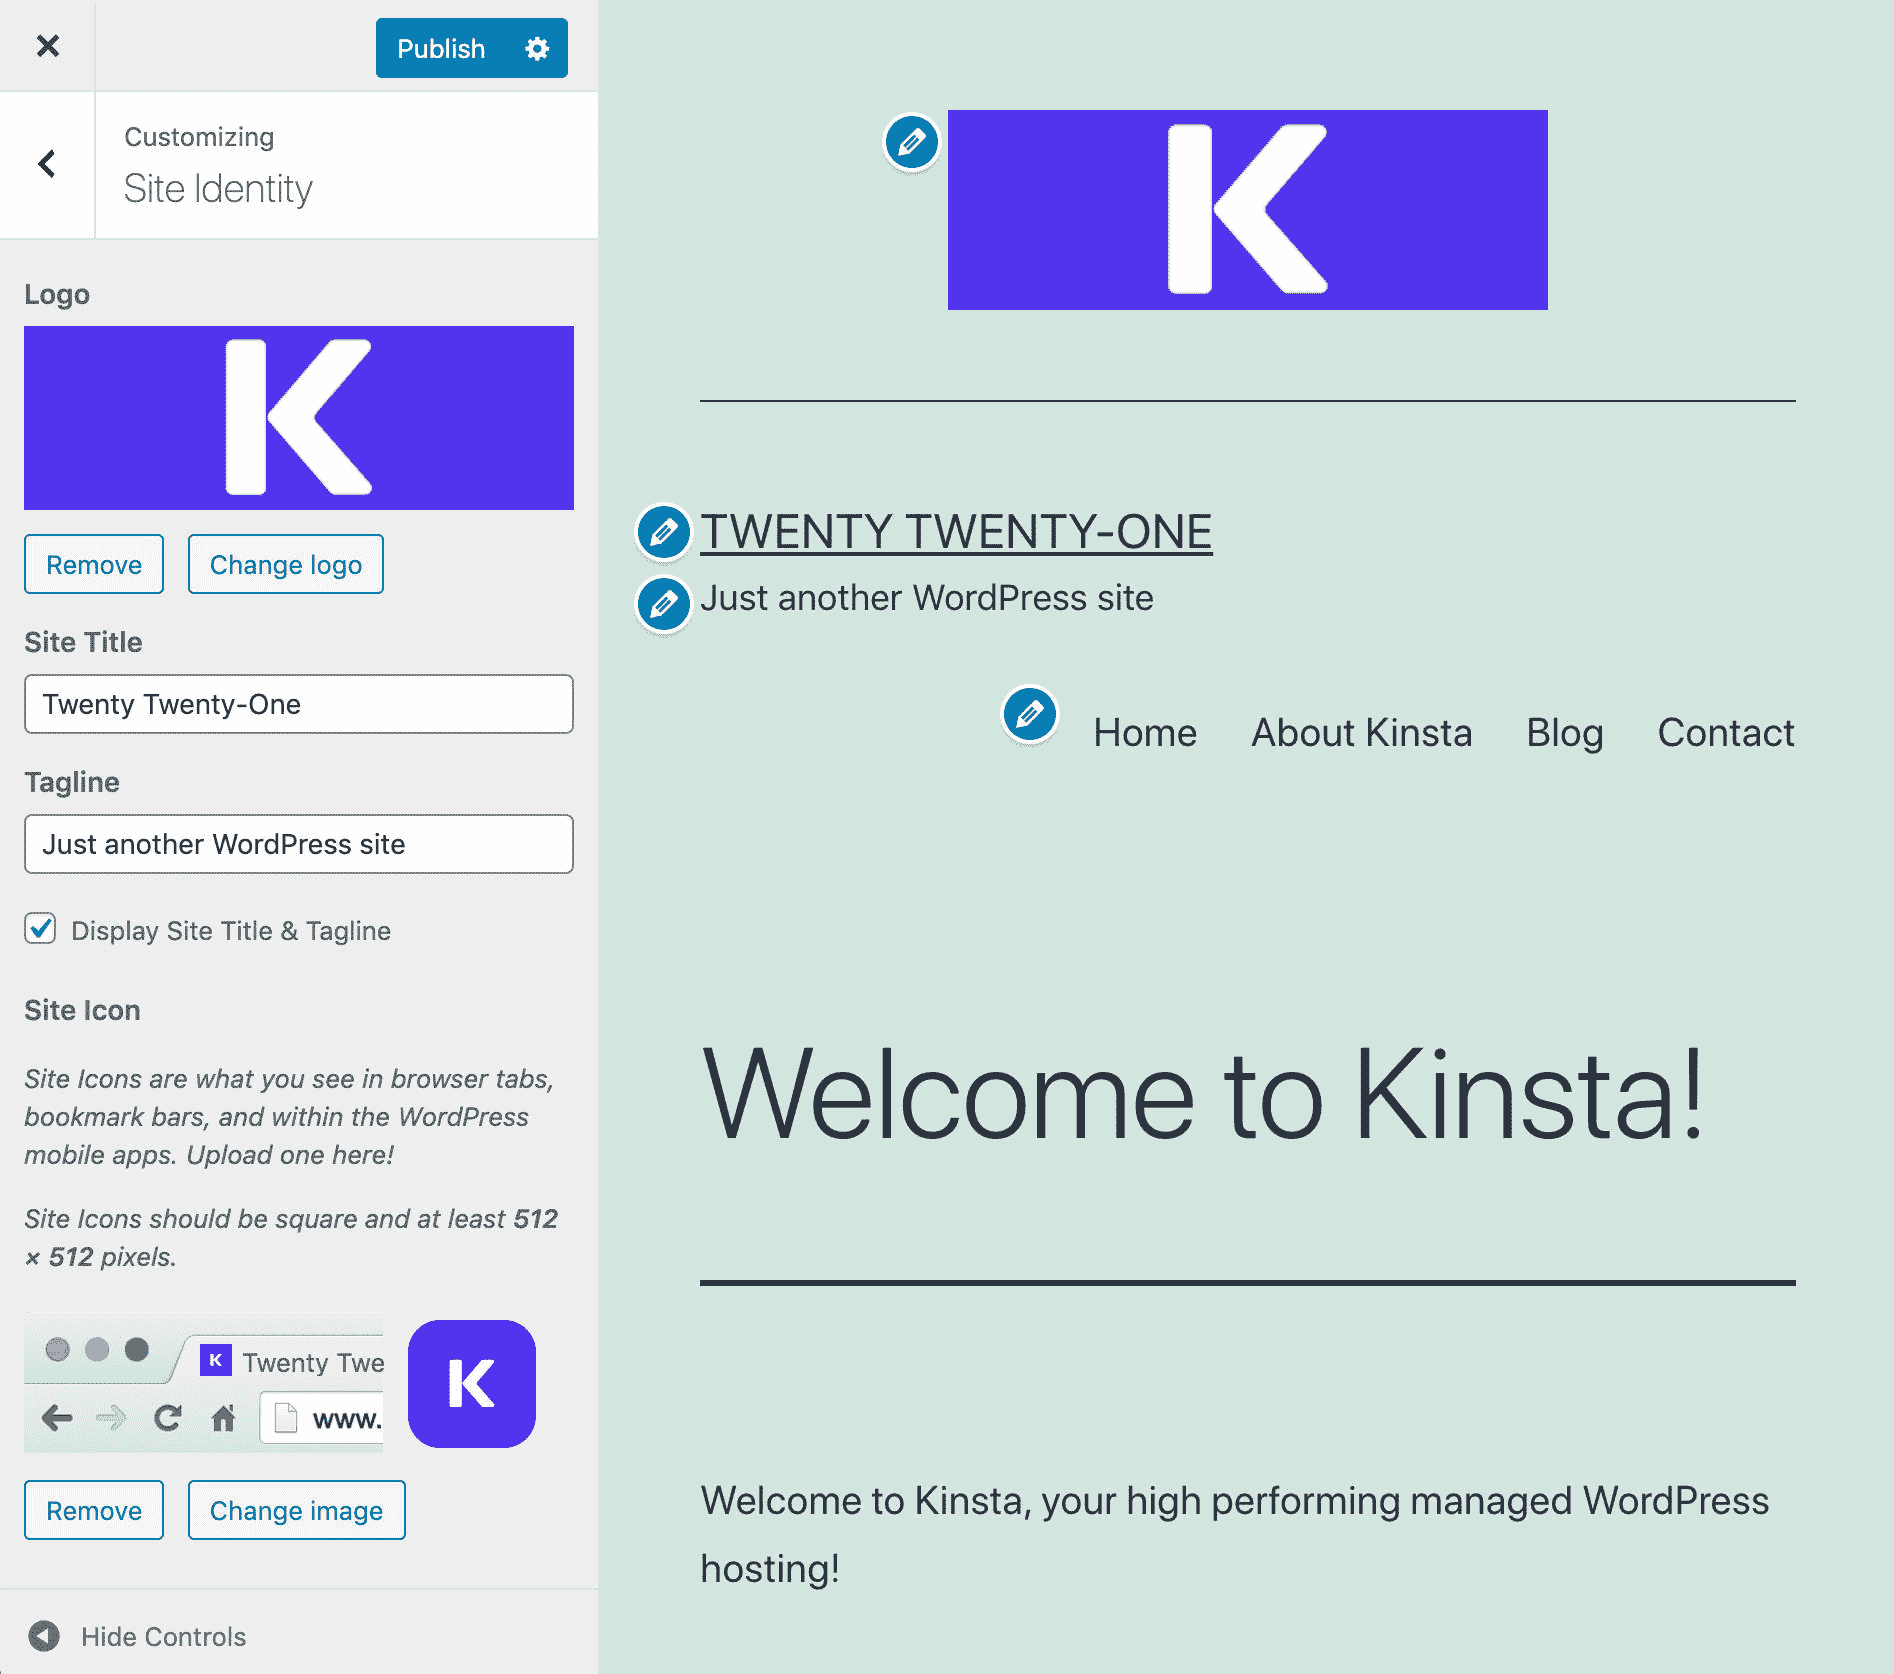 Publish
Customizing
Site Identity
Logo
K
Remove
Change logo
Site Title
Twenty Twenty-One
Tagline
Just another WordPress site
Display Site Title & Tagline
Site Icon
Site Icons are what you see in browser tabs,
bookmark bars, and within the WordPress
mobile apps. Upload one here!
Site Icons should be square and at least 512
× 512 pixels.
K Twenty Twe
www.
K
Remove
Change image
Hide Controls
K
TWENTY TWENTY-ONE
Just another WordPress site
Home About Kinsta Blog Contact
Welcome to Kinsta!
Welcome to Kinsta, your high performing managed WordPress
hosting!